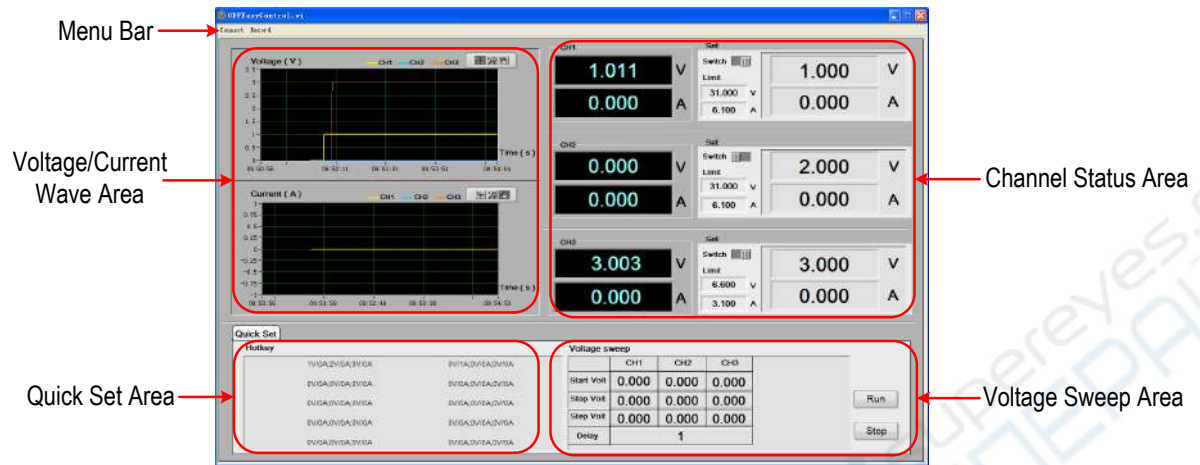 ODPEasyControl.vi
Connect Record
Menu Bar
Voltage/Current
Wave Area
Quick Set Area
Channel Status Area
Voltage Sweep Area
Voltage ( V )
CH1 CH2 CH3
Time ( s )
Current ( A )
CH1 CH2 CH3
Time ( s )
CH1
1.011 V
0.000 A
Set
Switch
Limit
31.000 V
6.100 A
1.000 V
0.000 A
CH2
0.000 V
0.000 A
Set
Switch
Limit
31.000 V
6.100 A
2.000 V
0.000 A
CH3
3.003 V
0.000 A
Set
Switch
Limit
6.600 V
3.100 A
3.000 V
0.000 A
Quick Set
Hotkey
Voltage sweep
CH1 CH2 CH3
Start Volt 0.000 0.000 0.000
Stop Volt 0.000 0.000 0.000
Step Volt 0.000 0.000 0.000
Delay 1
Run
Stop